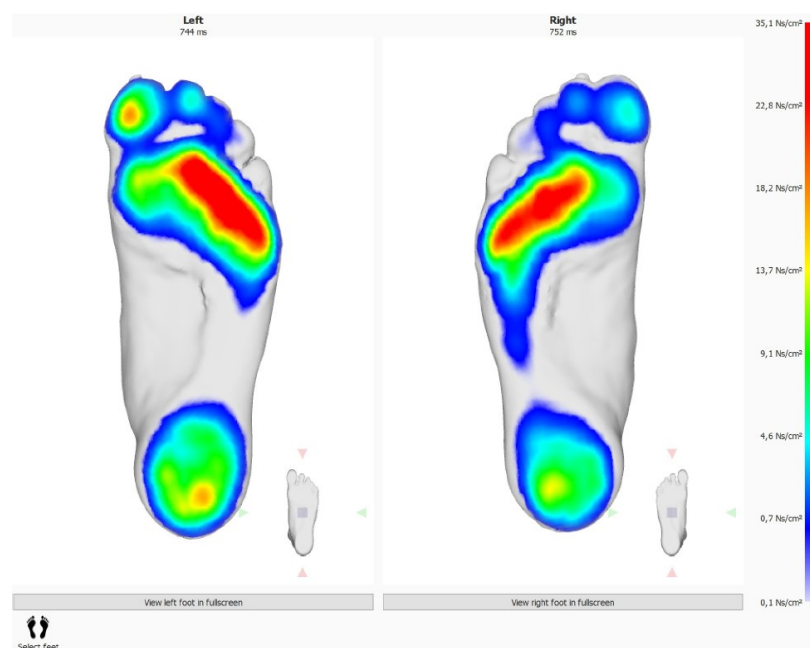 Left
744 ms
Right
752 ms
35,1 Ns/cm²
22,8 Ns/cm²
18,2 Ns/cm²
13,7 Ns/cm²
9,1 Ns/cm²
4,6 Ns/cm²
0,7 Ns/cm²
0,1 Ns/cm²
View left foot in fullscreen
View right foot in fullscreen
Select feet